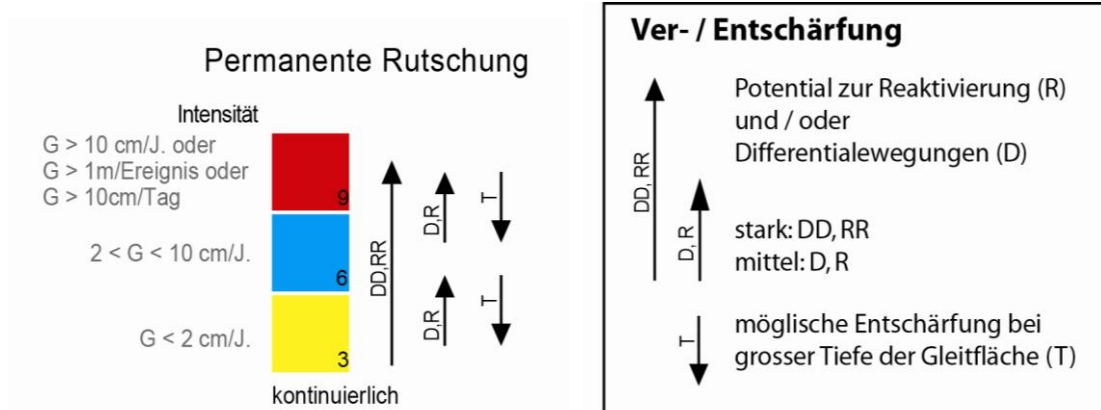 Permanente Rutschung
Intensität
G > 10 cm/J. oder
G > 1m/Ereignis oder
G > 10cm/Tag
9
2 < G < 10 cm/J.
6
G < 2 cm/J.
3
kontinuierlich
DD,RR
D,R
T
D,R
T
Ver- / Entschärfung
Potential zur Reaktivierung (R)
und / oder
Differentialewegungen (D)
DD, RR
D, R
stark: DD, RR
mittel: D, R
T
möglische Entschärfung bei
grosser Tiefe der Gleitfläche (T)